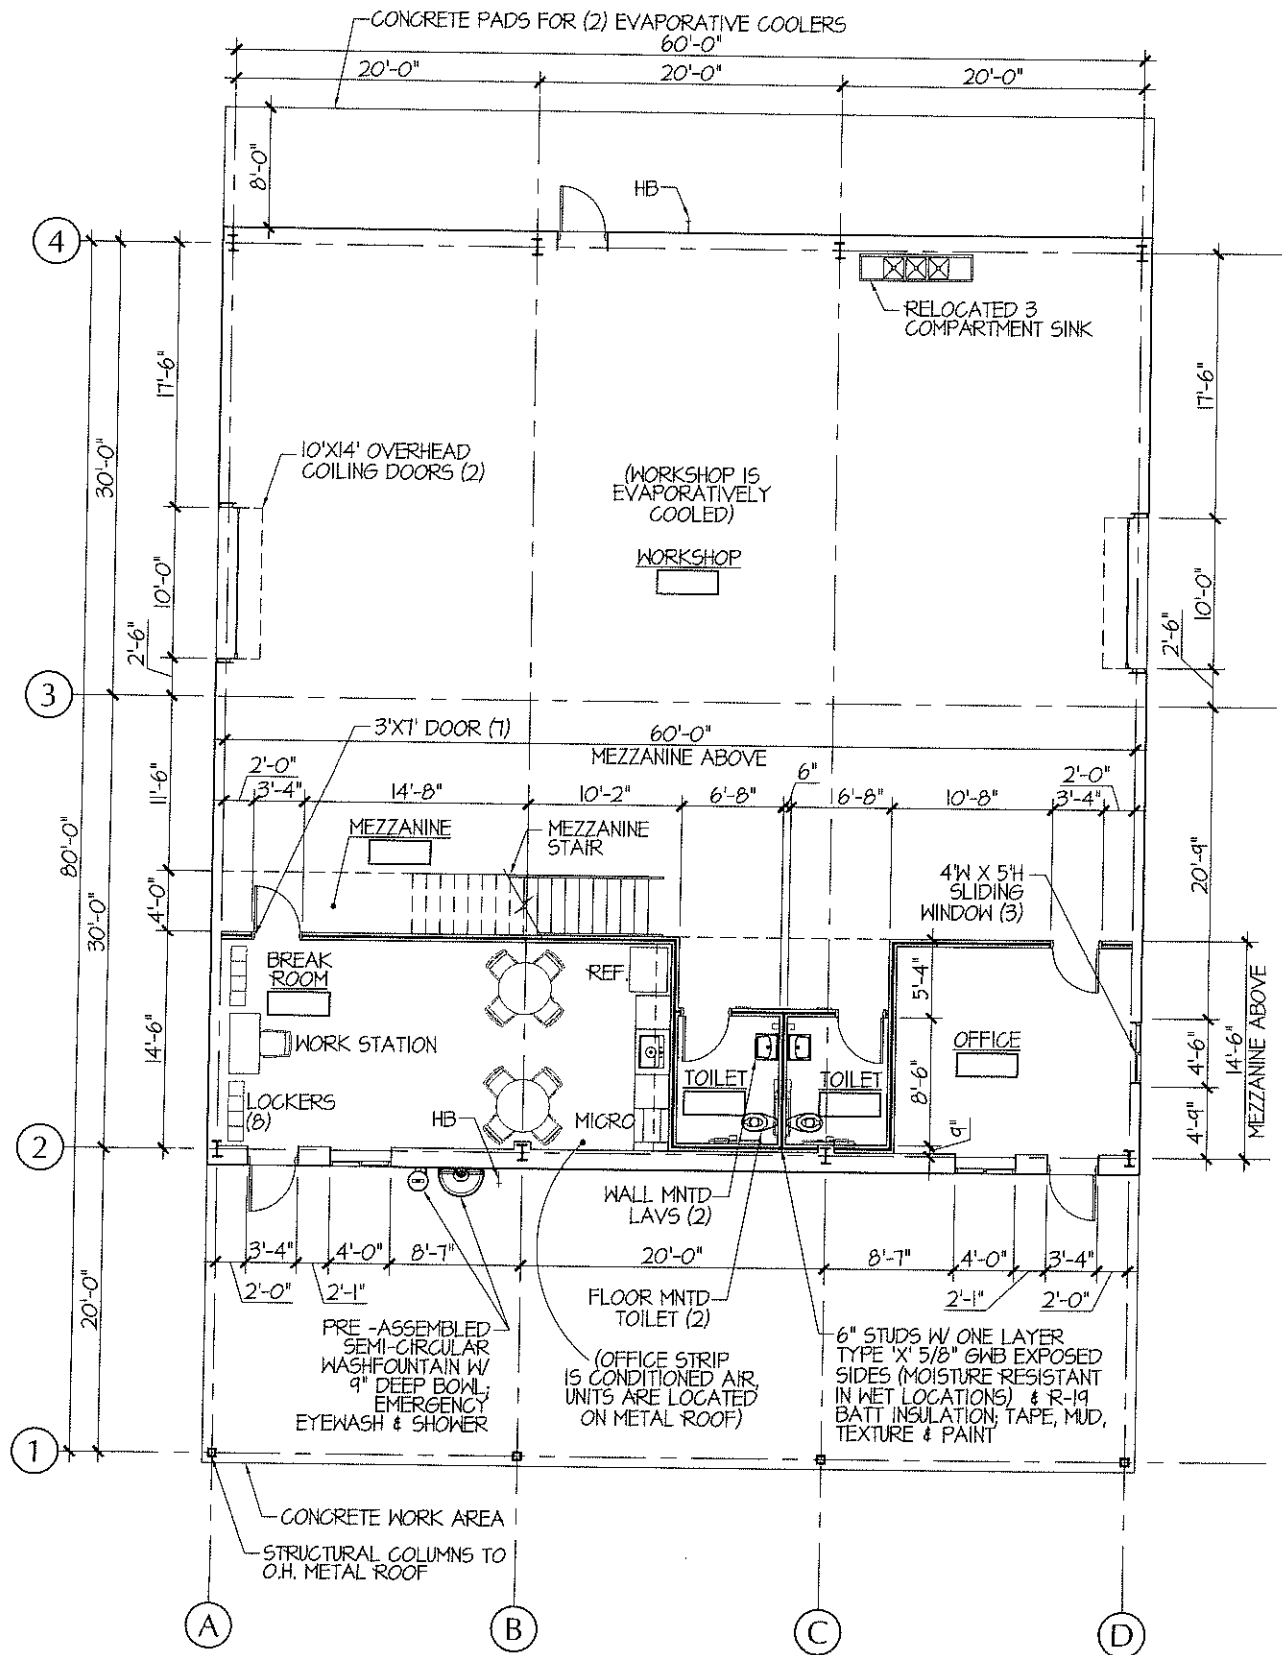 CONCRETE PADS FOR (2) EVAPORATIVE COOLERS
60'-0"
20'-0"
20'-0"
20'-0"
8'-0"
HB
4
RELOCATED 3
COMPARTMENT SINK
17'-6"
17'-6"
30'-0"
10'X14' OVERHEAD
COILING DOORS (2)
(WORKSHOP IS
EVAPORATIVELY
COOLED)
WORKSHOP
10'-0"
10'-0"
2'-6"
2'-6"
3
3'X7' DOOR (7)
60'-0"
MEZZANINE ABOVE
11'-6"
2'-0"
3'-4"
14'-8"
10'-2"
6'-8"
6"
6'-8"
10'-8"
2'-0"
3'-4"
MEZZANINE
MEZZANINE
STAIR
80'-0"
20'-9"
4'W X 5'H
SLIDING
WINDOW (3)
4'-0"
30'-0"
BREAK
ROOM
REF.
5'-4"
MEZZANINE ABOVE
14'-6"
WORK STATION
OFFICE
14'-6"
4'-6"
TOILET
TOILET
8'-6"
LOCKERS
(8)
HB
MICRO
9"
4'-9"
2
WALL MNTD
LAVS (2)
3'-4"
4'-0"
8'-7"
20'-0"
8'-7"
4'-0"
3'-4"
2'-0"
2'-1"
2'-1"
2'-0"
20'-0"
FLOOR MNTD
TOILET (2)
PRE-ASSEMBLED
SEMI-CIRCULAR
WASHFOUNTAIN W/
9" DEEP BOWL;
EMERGENCY
EYEWASH & SHOWER
(OFFICE STRIP
IS CONDITIONED AIR,
UNITS ARE LOCATED
ON METAL ROOF)
6" STUDS W/ ONE LAYER
TYPE 'X' 5/8" GWB EXPOSED
SIDES (MOISTURE RESISTANT
IN WET LOCATIONS) & R-19
BATT INSULATION; TAPE, MUD,
TEXTURE & PAINT
1
CONCRETE WORK AREA
STRUCTURAL COLUMNS TO
O.H. METAL ROOF
A
B
C
D